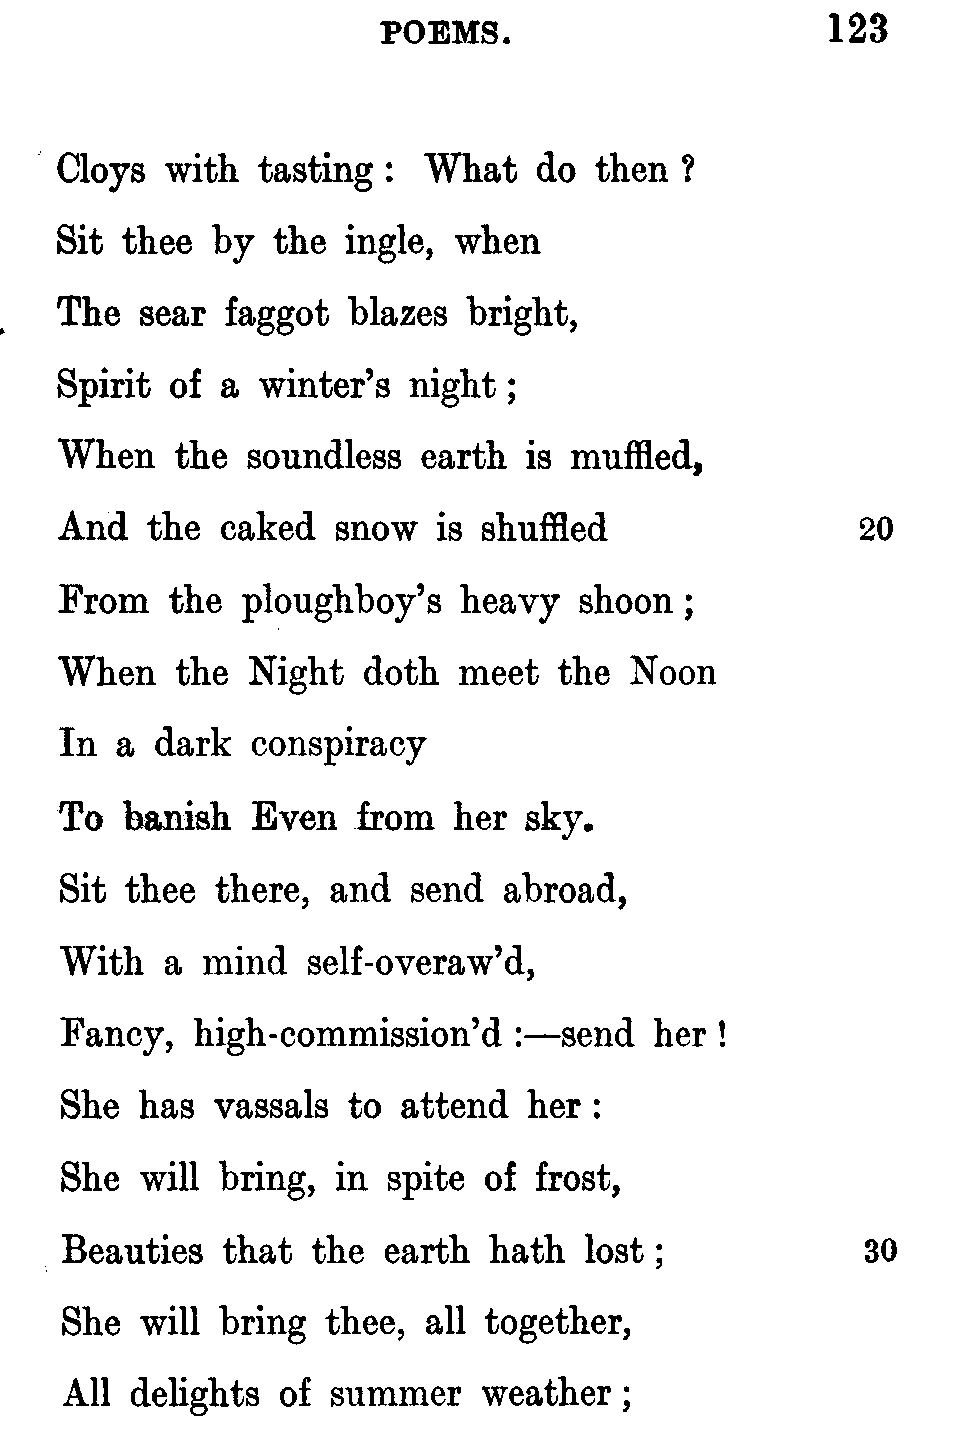 POEMS. 123
Cloys with tasting : What do then ?
Sit thee by the ingle, when
The sear faggot blazes bright,
Spirit of a winter's night ;
When the soundless earth is muffled,
And the caked snow is shuffled 20
From the ploughboy's heavy shoon ;
When the Night doth meet the Noon
In a dark conspiracy
To banish Even from her sky.
Sit thee there, and send abroad,
With a mind self-overaw'd,
Fancy, high-commission'd :—send her !
She has vassals to attend her :
She will bring, in spite of frost,
Beauties that the earth hath lost ; 30
She will bring thee, all together,
All delights of summer weather ;